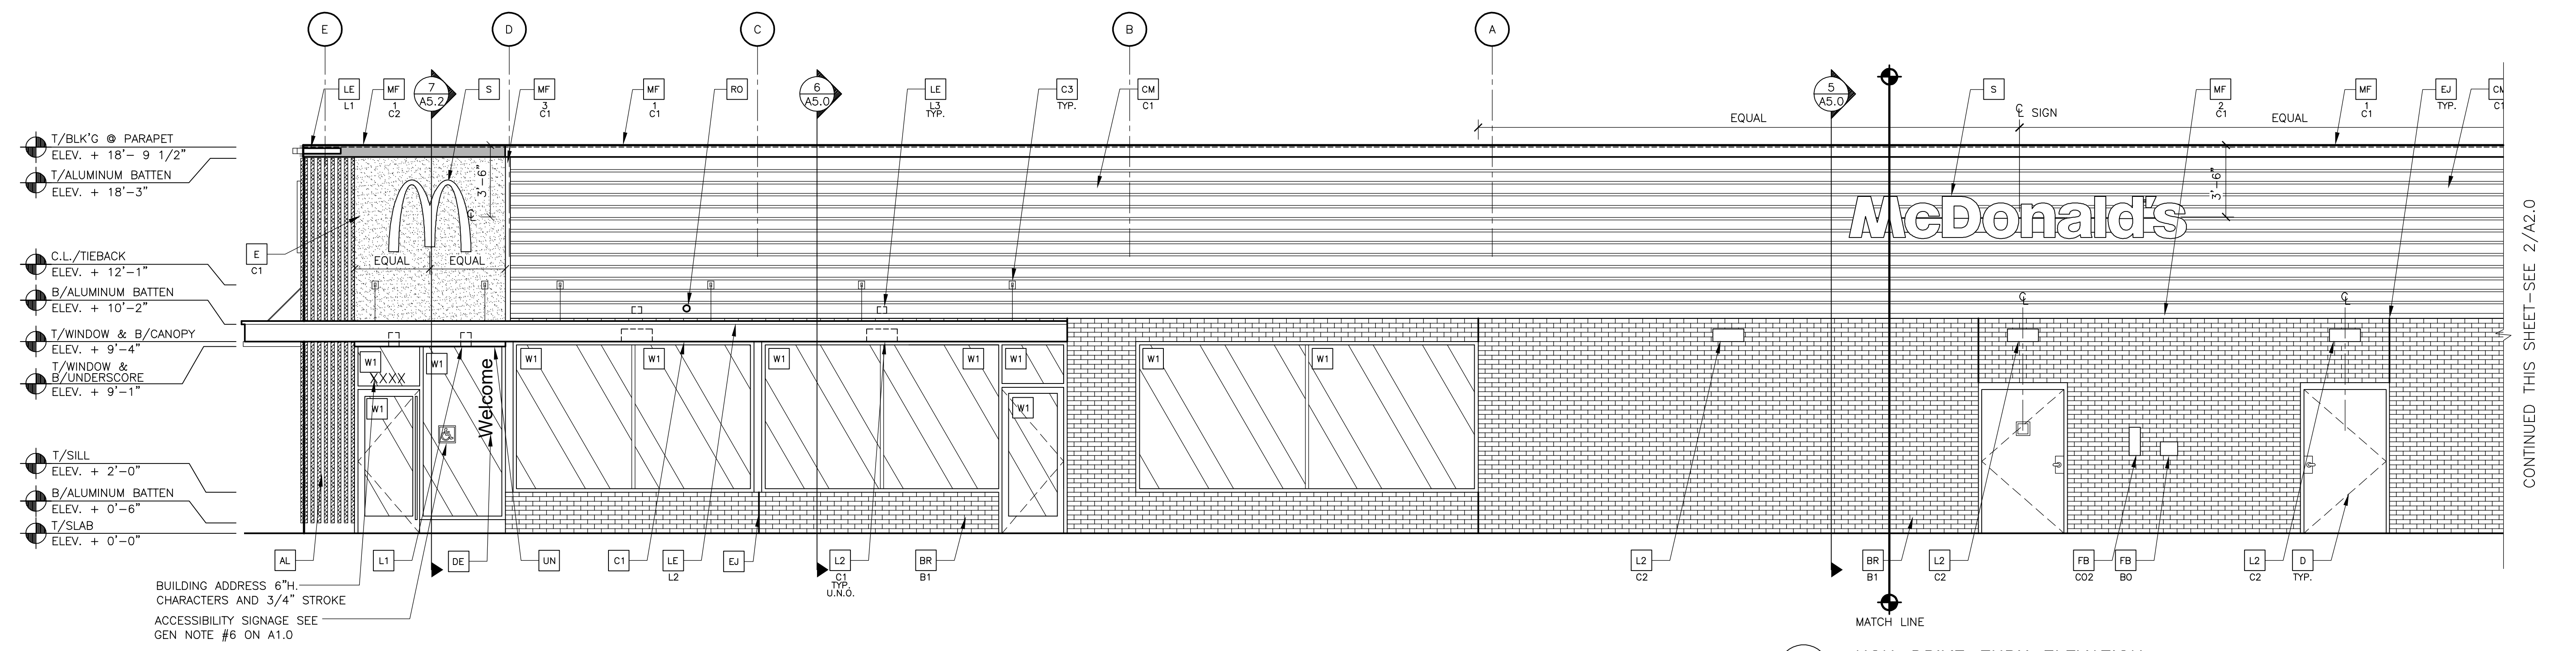 E
D
C
B
A
LE
L1
MF
1
C2
7
A5.2
S
MF
3
C1
MF
1
C1
RO
6
A5.0
LE
L3
TYP.
C3
TYP.
CM
C1
5
A5.0
S
MF
2
C1
MF
1
C1
EJ
TYP.
C1
EQUAL
℄ SIGN
EQUAL
T/BLK'G @ PARAPET
ELEV. + 18'- 9 1/2"
T/ALUMINUM BATTEN
ELEV. + 18'-3"
3'-6"
℄
3'-6"
McDonald's
E
C1
EQUAL
EQUAL
C.L./TIEBACK
ELEV. + 12'-1"
B/ALUMINUM BATTEN
ELEV. + 10'-2"
℄
℄
T/WINDOW & B/CANOPY
ELEV. + 9'-4"
T/WINDOW &
B/UNDERSCORE
ELEV. + 9'-1"
W1
XXXX
W1
W1
Welcome
W1
W1
W1
W1
W1
W1
W1
W1
T/SILL
ELEV. + 2'-0"
B/ALUMINUM BATTEN
ELEV. + 0'-6"
T/SLAB
ELEV. + 0'-0"
AL
L1
DE
UN
C1
LE
L2
EJ
L2
C1
TYP.
U.N.O.
BR
B1
L2
C2
BR
B1
L2
C2
FB
CO2
FB
BO
L2
C2
D
TYP.
BUILDING ADDRESS 6"H.
CHARACTERS AND 3/4" STROKE
ACCESSIBILITY SIGNAGE SEE
GEN NOTE #6 ON A1.0
MATCH LINE
CONTINUED THIS SHEET-SEE 2/A2.0